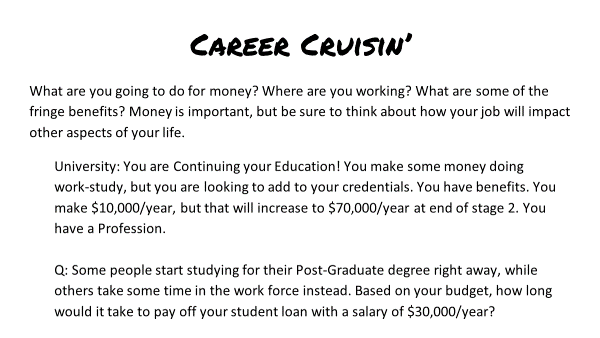 CAREER CRUISIN'
What are you going to do for money? Where are you working? What are some of the
fringe benefits? Money is important, but be sure to think about how your job will impact
other aspects of your life.
University: You are Continuing your Education! You make some money doing
work-study, but you are looking to add to your credentials. You have benefits. You
make $10,000/year, but that will increase to $70,000/year at end of stage 2. You
have a Profession.
Q: Some people start studying for their Post-Graduate degree right away, while
others take some time in the work force instead. Based on your budget, how long
would it take to pay off your student loan with a salary of $30,000/year?